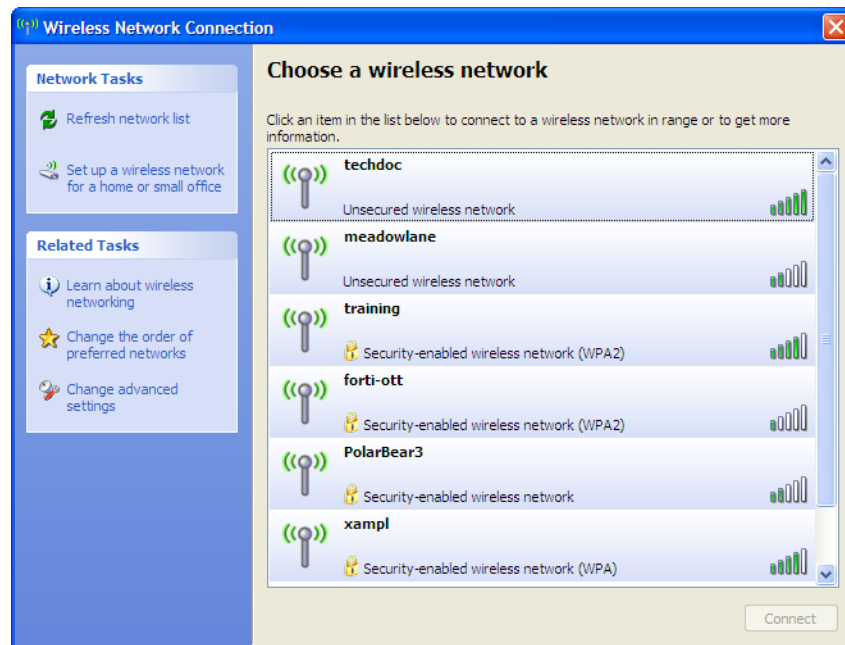 Wireless Network Connection
Network Tasks
Refresh network list
Set up a wireless network
for a home or small office
Related Tasks
Learn about wireless
networking
Change the order of
preferred networks
Change advanced
settings
Choose a wireless network
Click an item in the list below to connect to a wireless network in range or to get more
information.
techdoc
Unsecured wireless network
meadowlane
Unsecured wireless network
training
Security-enabled wireless network (WPA2)
forti-ott
Security-enabled wireless network (WPA2)
PolarBear3
Security-enabled wireless network
xampl
Security-enabled wireless network (WPA)
Connect